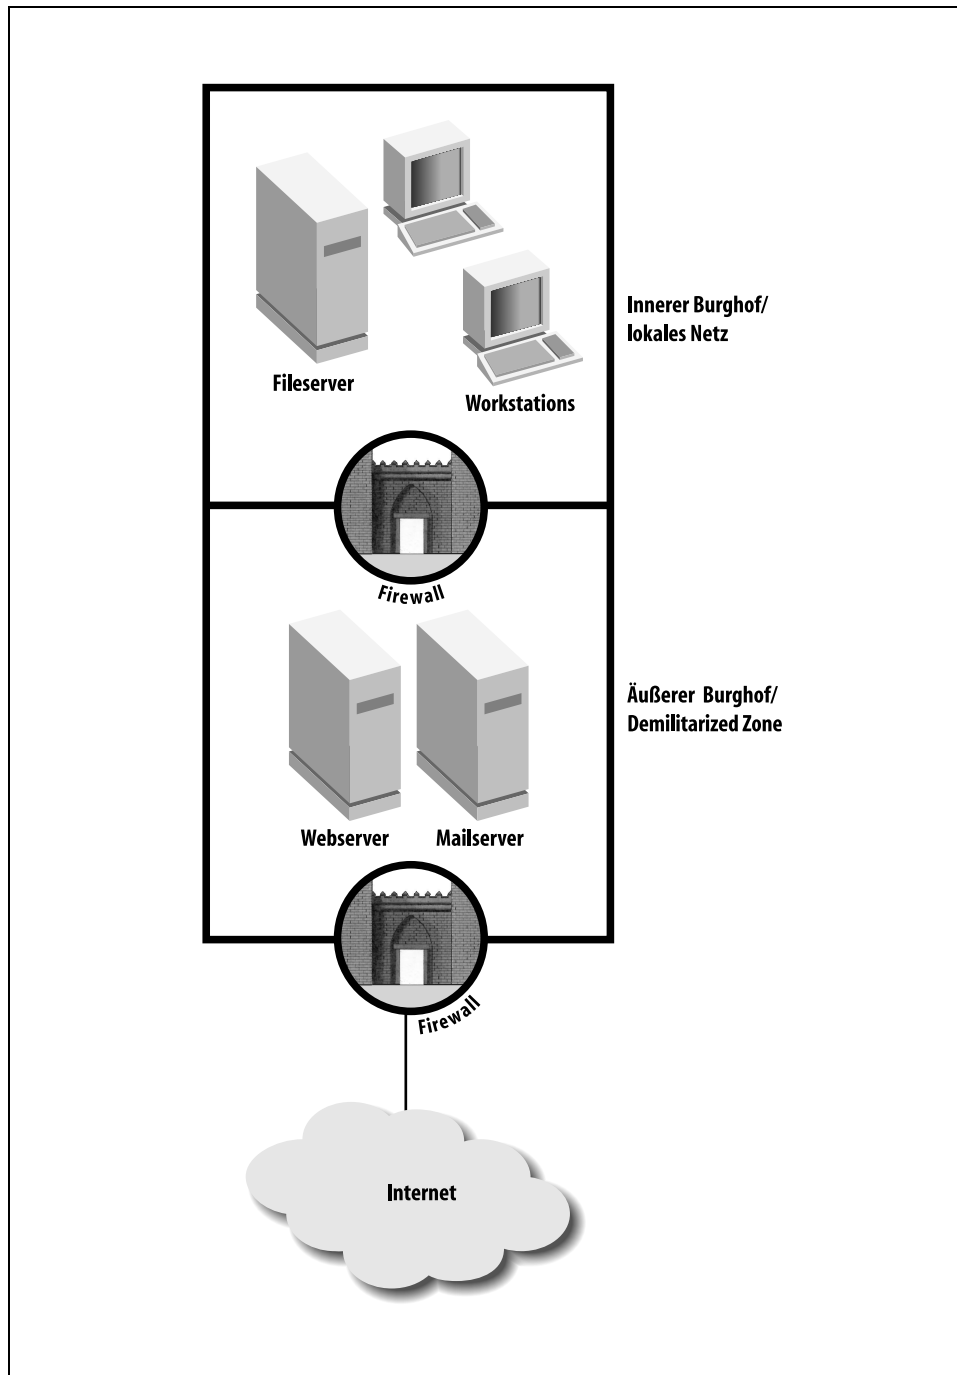 Innerer Burghof/
lokales Netz
Fileserver
Workstations
Firewall
Äußerer Burghof/
Demilitarized Zone
Webserver
Mailserver
Firewall
Internet